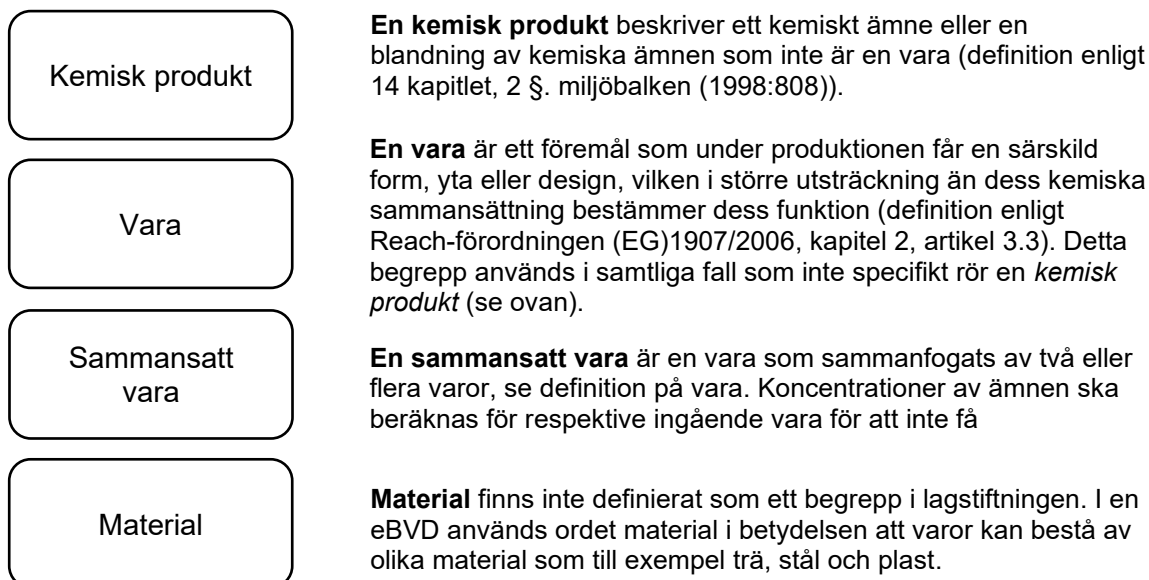 Kemisk produkt
En kemisk produkt beskriver ett kemiskt ämne eller en
blandning av kemiska ämnen som inte är en vara (definition enligt
14 kapitlet, 2 §. miljöbalken (1998:808)).
Vara
En vara är ett föremål som under produktionen får en särskild
form, yta eller design, vilken i större utsträckning än dess kemiska
sammansättning bestämmer dess funktion (definition enligt
Reach-förordningen (EG)1907/2006, kapitel 2, artikel 3.3). Detta
begrepp används i samtliga fall som inte specifikt rör en kemisk
produkt (se ovan).
Sammansatt
vara
En sammansatt vara är en vara som sammanfogats av två eller
flera varor, se definition på vara. Koncentrationer av ämnen ska
beräknas för respektive ingående vara för att inte få
Material
Material finns inte definierat som ett begrepp i lagstiftningen. I en
eBVD används ordet material i betydelsen att varor kan bestå av
olika material som till exempel trä, stål och plast.